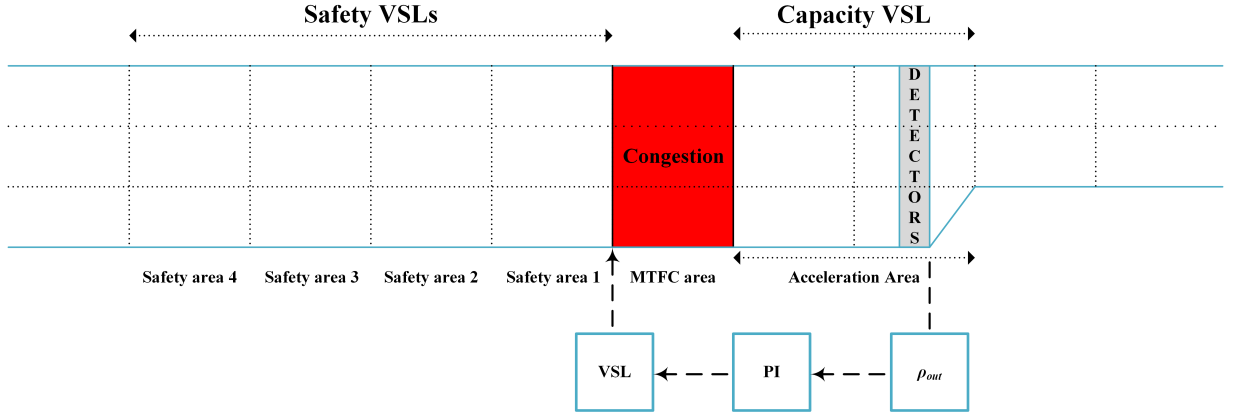 Safety VSLs
Capacity VSL
Congestion
DETECTORS
Safety area 4
Safety area 3
Safety area 2
Safety area 1
MTFC area
Acceleration Area
VSL
PI
ρout